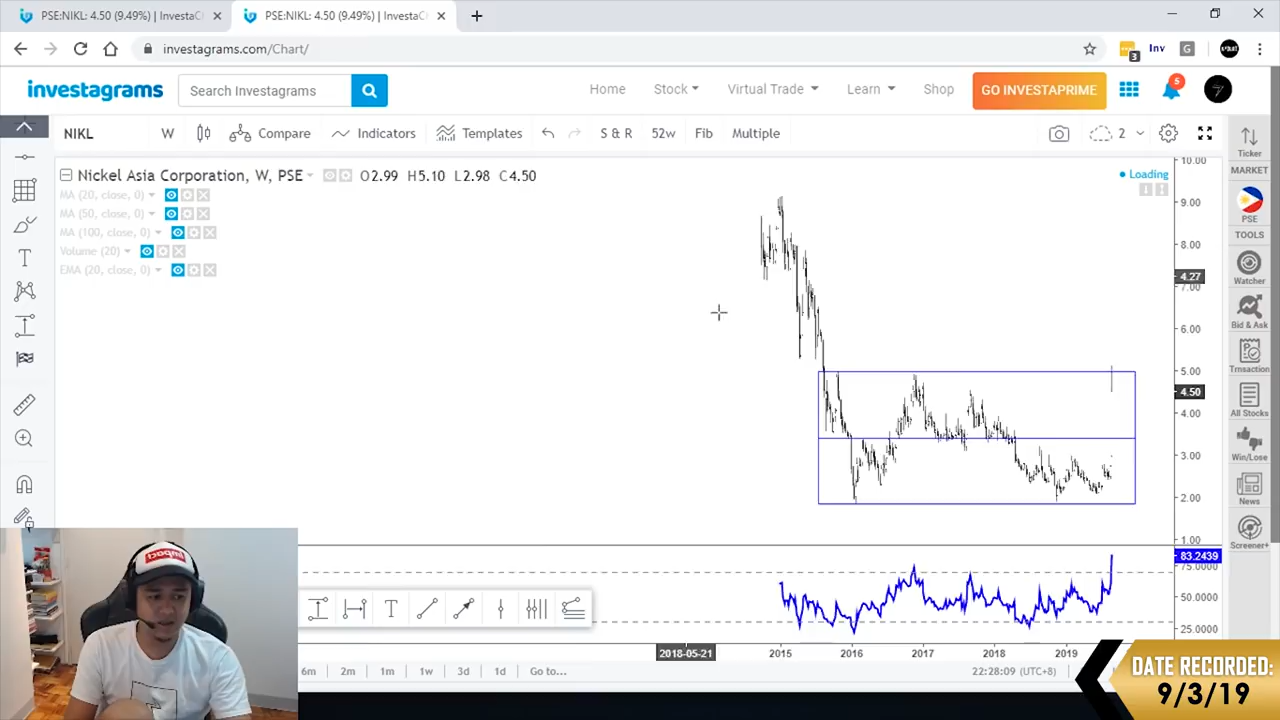 PSE:NIKL: 4.50 (9.49%) | InvestaG
PSE:NIKL: 4.50 (9.49%) | InvestaG
investagrams.com/Chart/
3
Inv
G
investagrams
Search Investagrams
Home
Stock
Virtual Trade
Learn
Shop
GO INVESTAPRIME
5
NIKL
W
Compare
Indicators
Templates
S & R
52w
Fib
Multiple
2
Nickel Asia Corporation, W, PSE
O2.99 H5.10 L2.98 C4.50
MA (20, close, 0)
MA (50, close, 0)
MA (100, close, 0)
Volume (20)
EMA (20, close, 0)
Loading
10.00
9.00
8.00
4.27
7.00
6.00
5.00
4.50
4.00
3.00
2.00
1.00
83.2439
75.0000
50.0000
25.0000
Ticker
MARKET
PSE
TOOLS
Watcher
Bid & Ask
Trnsaction
All Stocks
Win/Lose
News
Screener+
2018-05-21
2015
2016
2017
2018
2019
6m
2m
1m
1w
3d
1d
Go to...
22:28:09 (UTC+8)
DATE RECORDED:
9/3/19